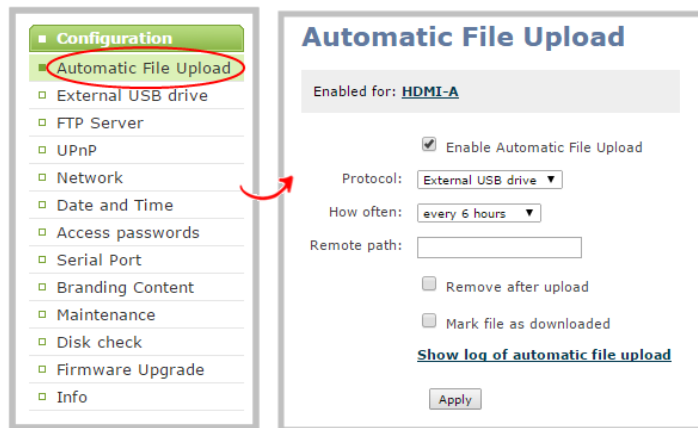 Configuration
Automatic File Upload
External USB drive
FTP Server
UPnP
Network
Date and Time
Access passwords
Serial Port
Branding Content
Maintenance
Disk check
Firmware Upgrade
Info
Automatic File Upload
Enabled for: HDMI-A
Enable Automatic File Upload
Protocol: External USB drive
How often: every 6 hours
Remote path:
Remove after upload
Mark file as downloaded
Show log of automatic file upload
Apply